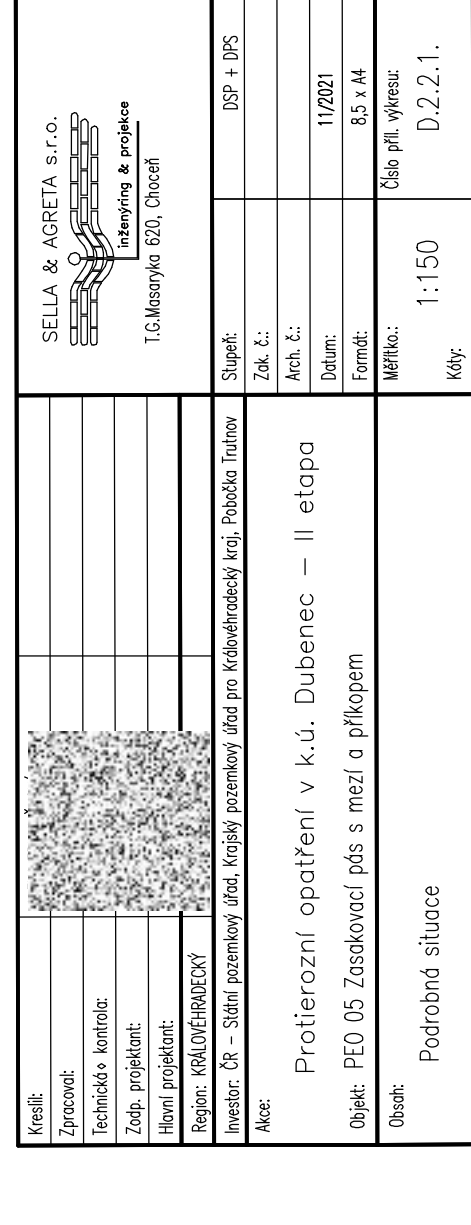 Kreslil:
Zpracoval:
Technická⋄ kontrola:
Zodp. projektant:
Hlavní projektant:
Region: KRÁLOVÉHRADECKÝ
SELLA & AGRETA s.r.o.
inženýring & projekce
T.G.Masaryka 620, Choceň
Investor: ČR – Státní pozemkový úřad, Krajský pozemkový úřad pro Královéhradecký kraj, Pobočka Trutnov
Akce:
Protierozní opatření v k.ú. Dubenec – II etapa
Objekt: PEO 05 Zasakovací pás s mezí a příkopem
Stupeň: DSP + DPS
Zak. č.:
Arch. č.:
Datum: 11/2021
Formát: 8,5 x A4
Obsah:
Podrobná situace
Měřítko.:
1:150
Kóty:
Číslo příl. výkresu:
D.2.2.1.